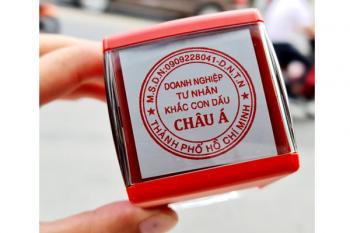 ★ M.S.D.N:0909228041-D.N.T.N ★
DOANH NGHIỆP
TƯ NHÂN
KHẮC CON DẤU
CHÂU Á
THÀNH PHỐ HỒ CHÍ MINH